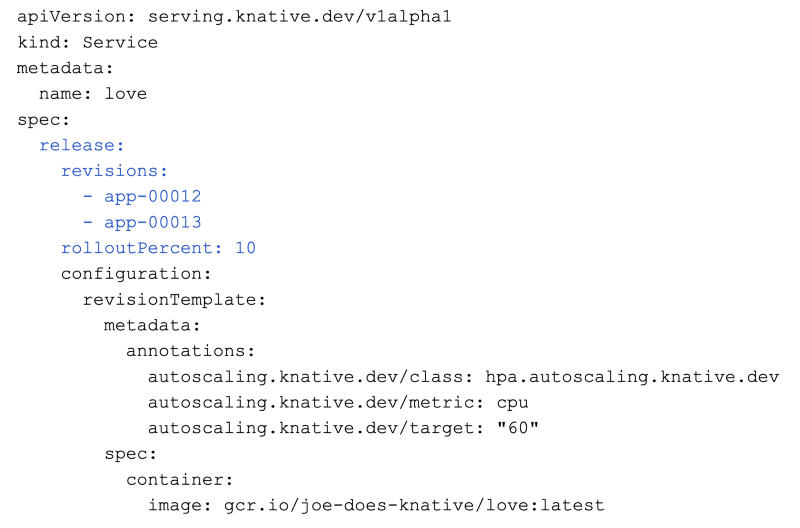 apiVersion: serving.knative.dev/v1alpha1
kind: Service
metadata:
  name: love
spec:
  release:
    revisions:
      - app-00012
      - app-00013
    rolloutPercent: 10
    configuration:
      revisionTemplate:
        metadata:
          annotations:
            autoscaling.knative.dev/class: hpa.autoscaling.knative.dev
            autoscaling.knative.dev/metric: cpu
            autoscaling.knative.dev/target: "60"
        spec:
          container:
            image: gcr.io/joe-does-knative/love:latest